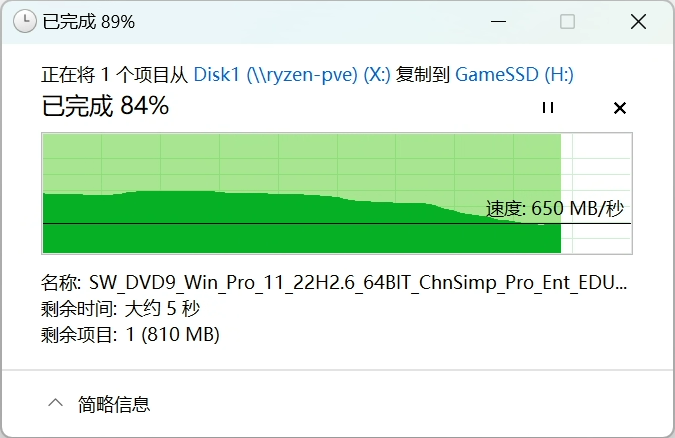 已完成 89%
正在将 1 个项目从 Disk1 (\\ryzen-pve) (X:) 复制到 GameSSD (H:)
已完成 84%
速度: 650 MB/秒
名称: SW_DVD9_Win_Pro_11_22H2.6_64BIT_ChnSimp_Pro_Ent_EDU...
剩余时间: 大约 5 秒
剩余项目: 1 (810 MB)
简略信息